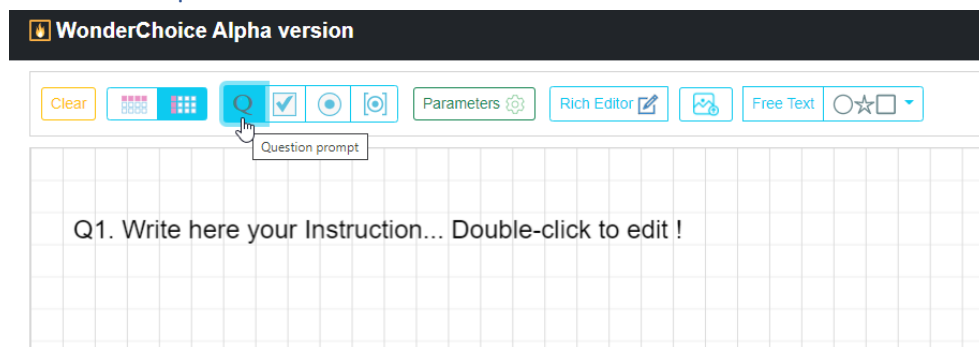 WonderChoice Alpha version
Clear Q Parameters Rich Editor Free Text
Question prompt
Q1. Write here your Instruction... Double-click to edit !